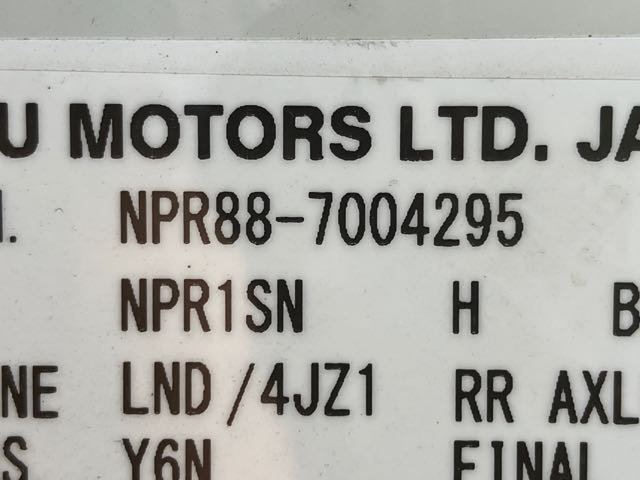 U MOTORS LTD. JA
. NPR88-7004295
NPR1SN H B
NE LND/4JZ1 RR AXL
S Y6N FINAL